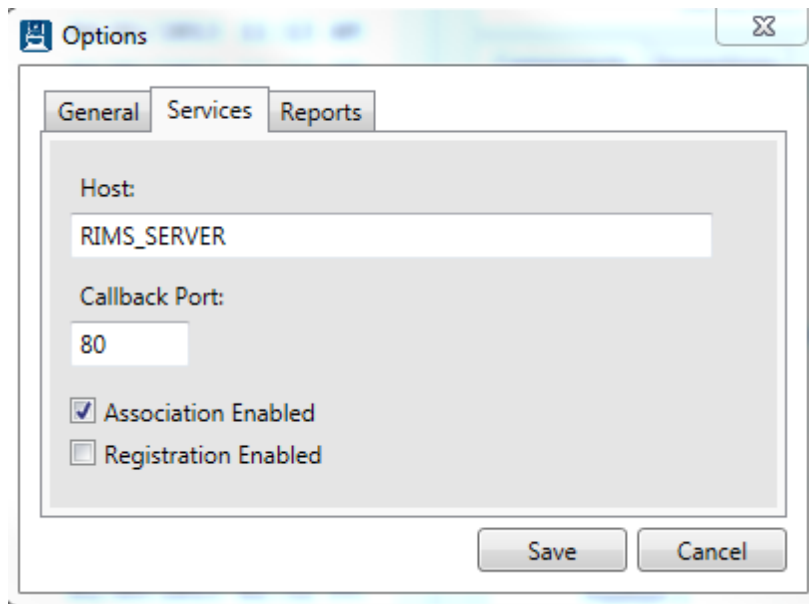 Options
General Services Reports
Host:
RIMS_SERVER
Callback Port:
80
Association Enabled
Registration Enabled
Save Cancel